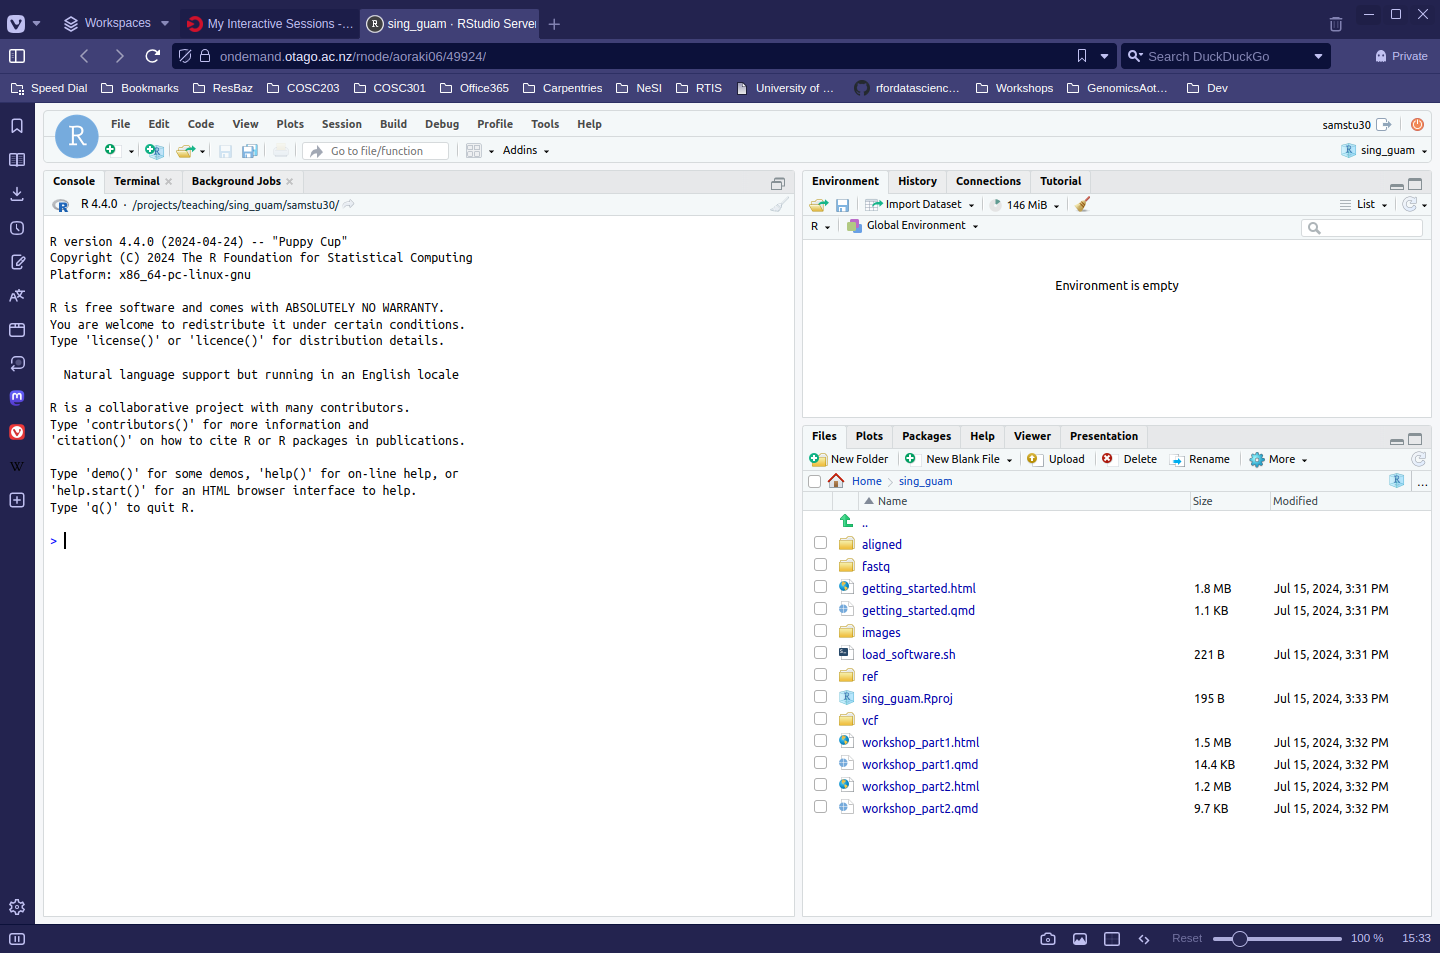 Workspaces
My Interactive Sessions -...
sing_guam · RStudio Server
ondemand.otago.ac.nz/rnode/aoraki06/49924/
Search DuckDuckGo
Private
Speed Dial
Bookmarks
ResBaz
COSC203
COSC301
Office365
Carpentries
NeSI
RTIS
University of ...
rfordatascienc...
Workshops
GenomicsAot...
Dev
File Edit Code View Plots Session Build Debug Profile Tools Help
samstu30
Go to file/function
Addins
sing_guam
Console Terminal Background Jobs
R 4.4.0 · /projects/teaching/sing_guam/samstu30/
R version 4.4.0 (2024-04-24) -- "Puppy Cup"
Copyright (C) 2024 The R Foundation for Statistical Computing
Platform: x86_64-pc-linux-gnu
R is free software and comes with ABSOLUTELY NO WARRANTY.
You are welcome to redistribute it under certain conditions.
Type 'license()' or 'licence()' for distribution details.
Natural language support but running in an English locale
R is a collaborative project with many contributors.
Type 'contributors()' for more information and
'citation()' on how to cite R or R packages in publications.
Type 'demo()' for some demos, 'help()' for on-line help, or
'help.start()' for an HTML browser interface to help.
Type 'q()' to quit R.
>
Environment History Connections Tutorial
Import Dataset
146 MiB
List
R
Global Environment
Environment is empty
Files Plots Packages Help Viewer Presentation
New Folder New Blank File Upload Delete Rename More
Home sing_guam
...
Name Size Modified
..
aligned
fastq
getting_started.html 1.8 MB Jul 15, 2024, 3:31 PM
getting_started.qmd 1.1 KB Jul 15, 2024, 3:31 PM
images
load_software.sh 221 B Jul 15, 2024, 3:31 PM
ref
sing_guam.Rproj 195 B Jul 15, 2024, 3:33 PM
vcf
workshop_part1.html 1.5 MB Jul 15, 2024, 3:32 PM
workshop_part1.qmd 14.4 KB Jul 15, 2024, 3:32 PM
workshop_part2.html 1.2 MB Jul 15, 2024, 3:32 PM
workshop_part2.qmd 9.7 KB Jul 15, 2024, 3:32 PM
Reset
100 %
15:33